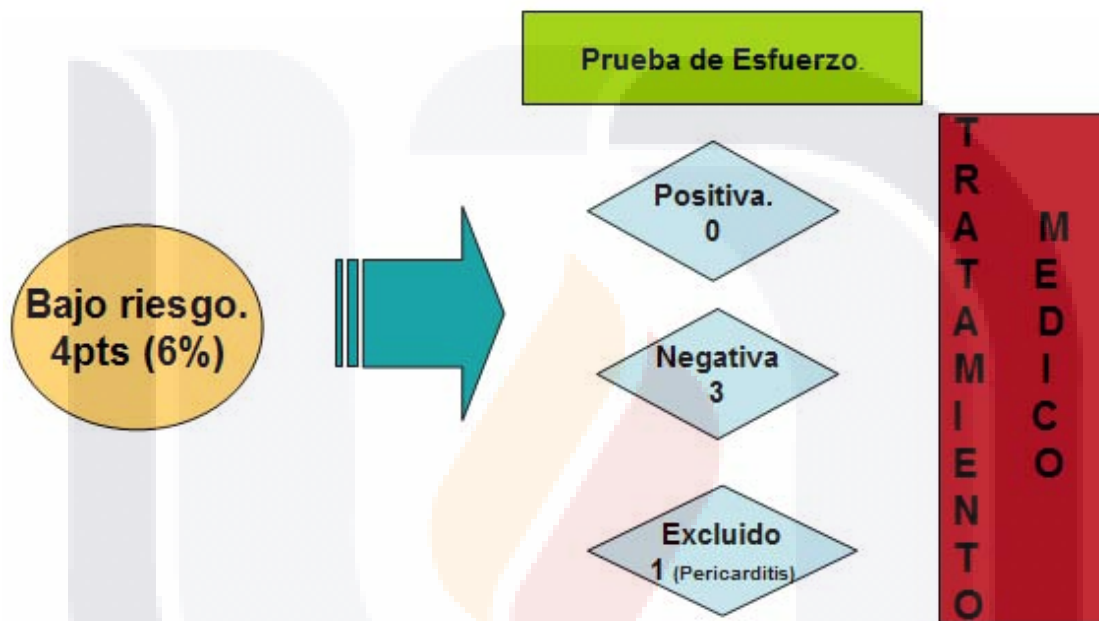 Prueba de Esfuerzo.
Bajo riesgo.
4pts (6%)
Positiva.
0
Negativa
3
Excluido
1 (Pericarditis)
TRATAMIENTO
MEDICO